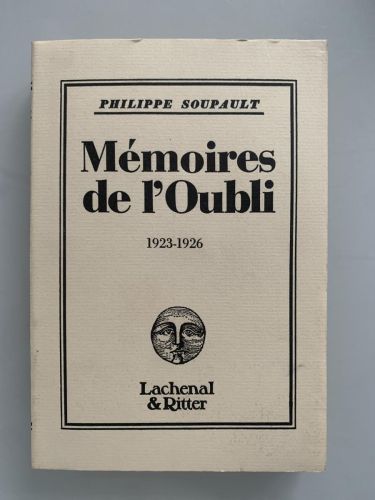 PHILIPPE SOUPAULT
Mémoires
de l'Oubli
1923-1926
Lachenal
& Ritter